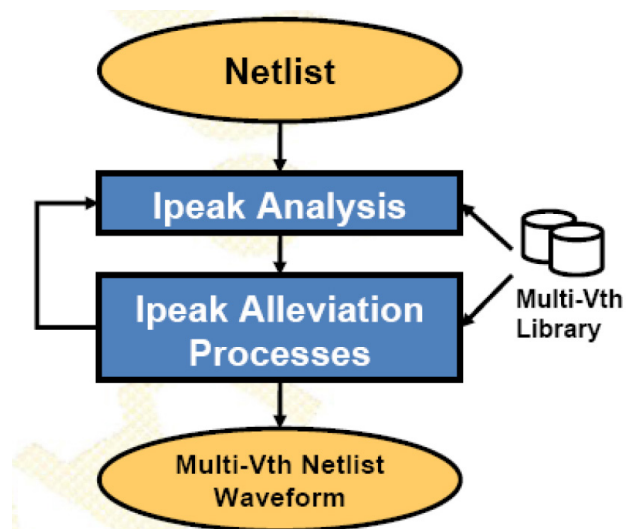 Netlist
Ipeak Analysis
Ipeak Alleviation
Processes
Multi-Vth
Library
Multi-Vth Netlist
Waveform